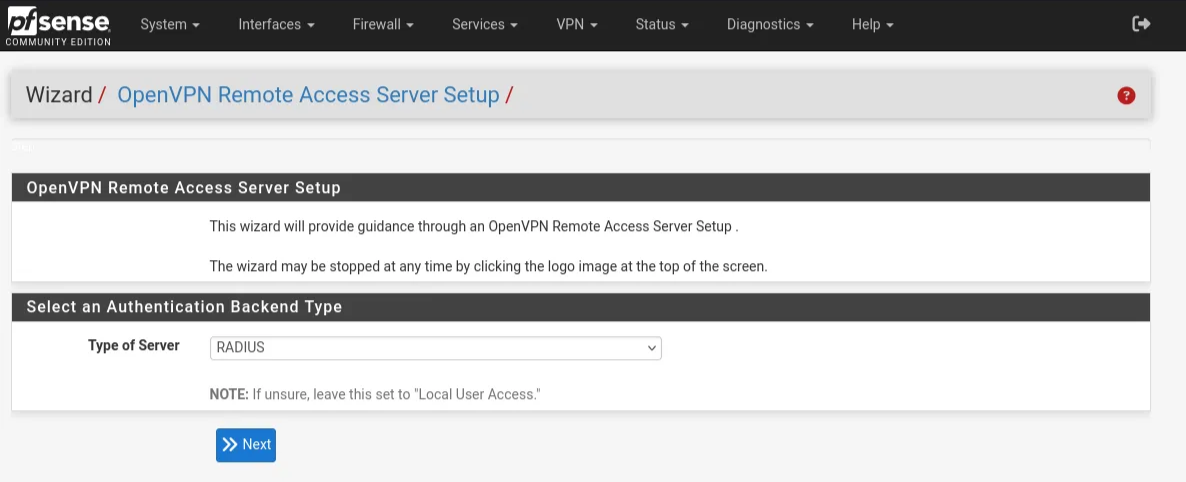 pfsense
COMMUNITY EDITION
System
Interfaces
Firewall
Services
VPN
Status
Diagnostics
Help
Wizard / OpenVPN Remote Access Server Setup /
?
OpenVPN Remote Access Server Setup
This wizard will provide guidance through an OpenVPN Remote Access Server Setup .
The wizard may be stopped at any time by clicking the logo image at the top of the screen.
Select an Authentication Backend Type
Type of Server
RADIUS
NOTE: If unsure, leave this set to "Local User Access."
Next